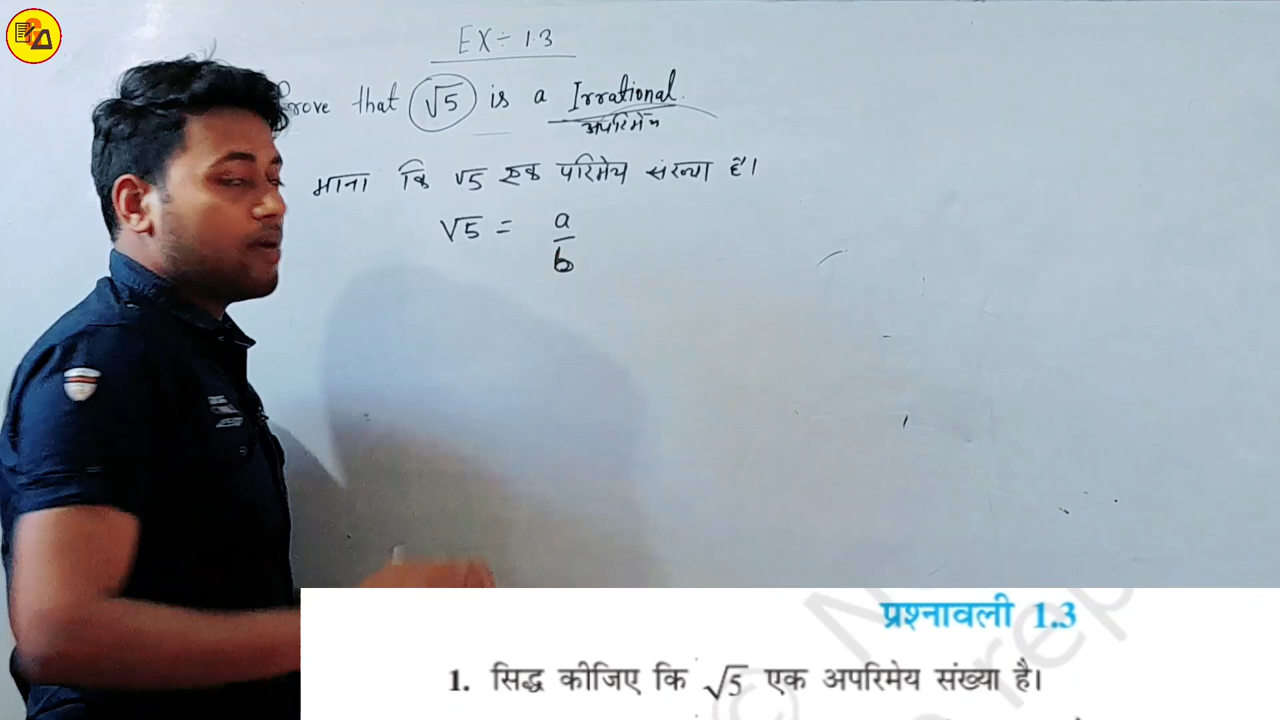 EX÷ 1.3
Prove that √5 is a Irrational.
अपरिमेय
माना कि √5 एक परिमेय संख्या है।
√5 = a
b
प्रश्नावली 1.3
1. सिद्ध कीजिए कि √5 एक अपरिमेय संख्या है।